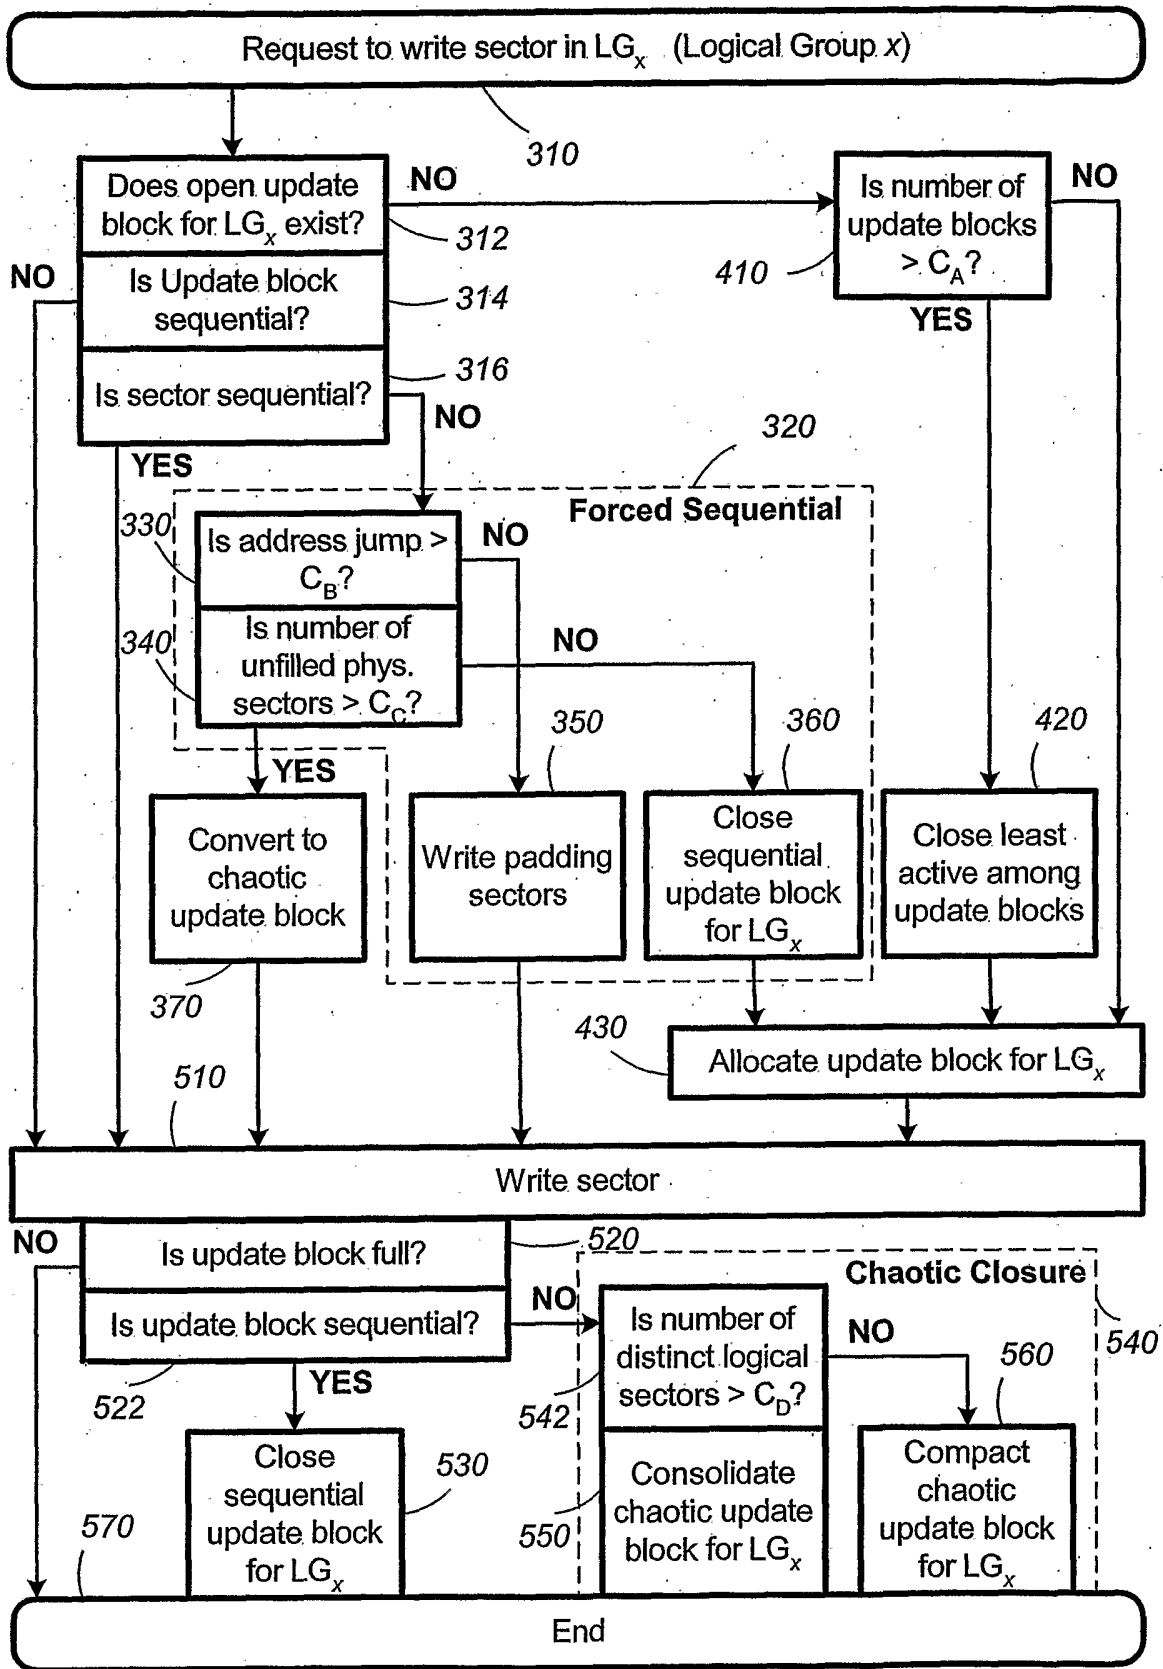 Request to write sector in LGx (Logical Group x)
310
Does open update
block for LGx exist?
NO
312
Is number of
update blocks
> CA?
NO
410
YES
NO
Is Update block
sequential?
314
Is sector sequential?
316
NO
YES
320
Forced Sequential
330
Is address jump >
CB?
NO
340
Is number of
unfilled phys.
sectors > CC?
NO
YES
350
360
420
Convert to
chaotic
update block
370
Write padding
sectors
Close
sequential
update block
for LGx
Close least
active among
update blocks
430
Allocate update block for LGx
510
Write sector
NO
Is update block full?
520
Is update block sequential?
NO
522
YES
Chaotic Closure
540
Is number of
distinct logical
sectors > CD?
NO
542
560
Close
sequential
update block
for LGx
530
Consolidate
chaotic update
block for LGx
550
Compact
chaotic
update block
for LGx
570
End